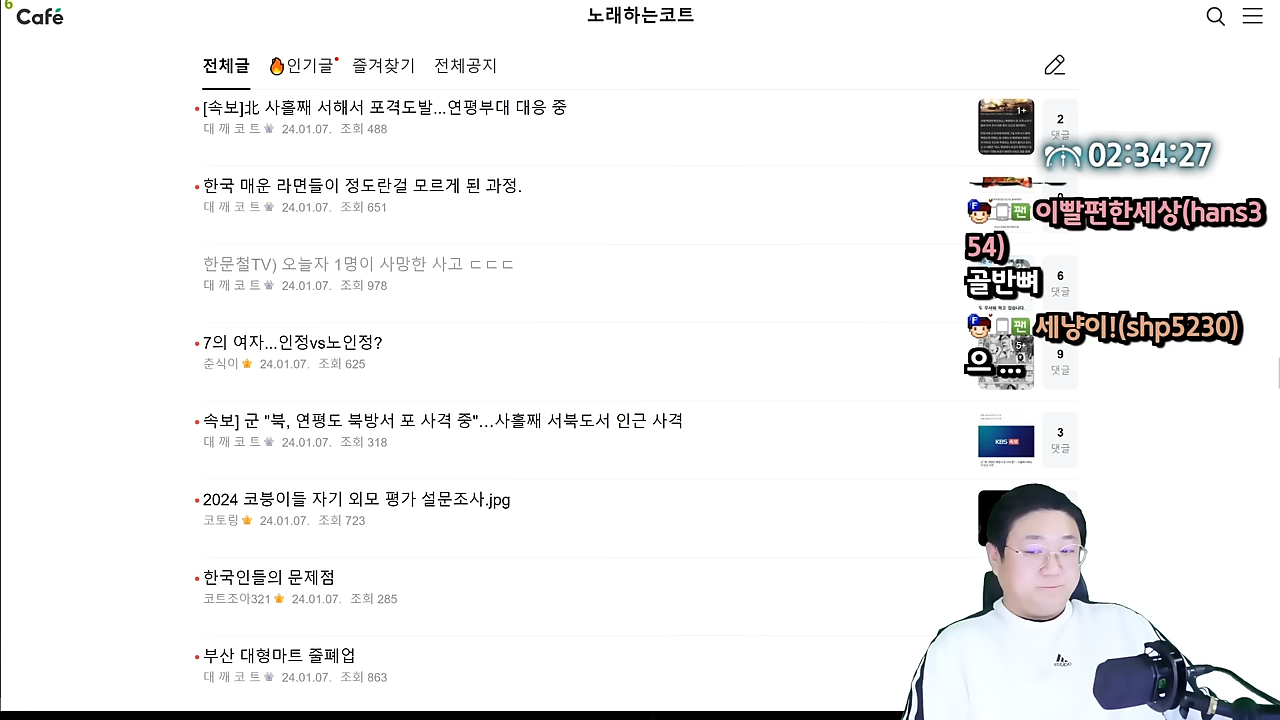 6
Café
노래하는코트
전체글
인기글
즐겨찾기
전체공지
[속보]北 사흘째 서해서 포격도발...연평부대 대응 중
대 깨 코 트 24.01.07. 조회 486
2
댓글
02:34:27
한국 매운 라면들이 정도란걸 모르게 된 과정.
대 깨 코 트 24.01.07. 조회 651
팬 이빨편한세상(hans3
54)
골반뼈
한문철TV, 오늘자 1명이 사망한 사고 ㄷㄷㄷ
대 깨 코 트 24.01.07. 조회 978
6
댓글
팬 세냥이!(shp5230)
으...
7의 여자...인정vs노인정?
춘식이 24.01.07. 조회 625
5+
9
댓글
속보] 군 "북, 연평도 북방서 포 사격 중"…사흘째 서북도서 인근 사격
대 깨 코 트 24.01.07. 조회 318
KBS 속보
3
댓글
2024 코붕이들 자기 외모 평가 설문조사.jpg
코토링 24.01.07. 조회 723
한국인들의 문제점
코트조아321 24.01.07. 조회 285
부산 대형마트 줄폐업
대 깨 코 트 24.01.07. 조회 863